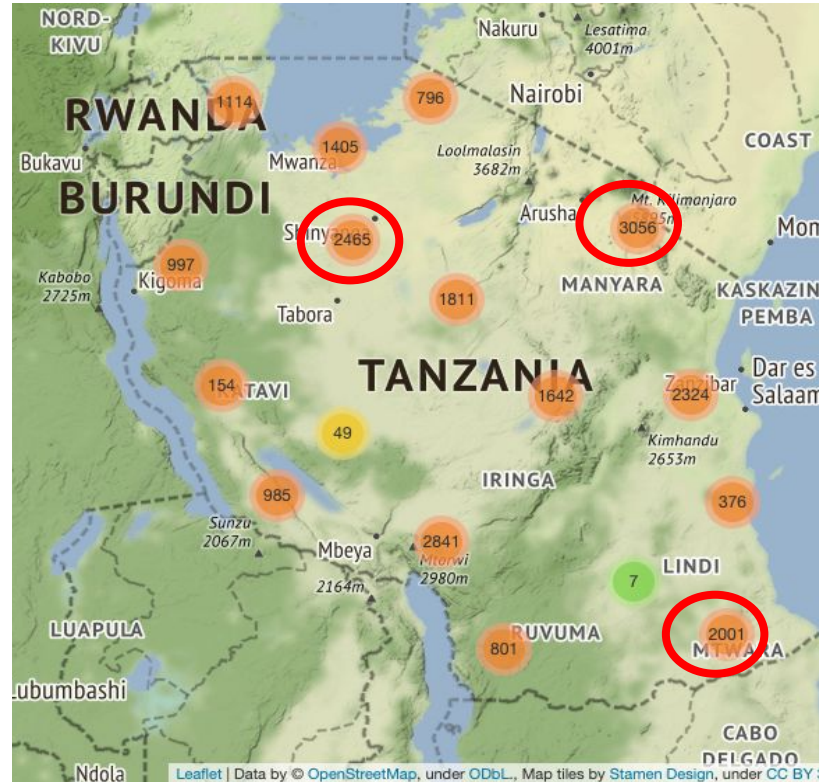 NORD-
KIVU
Nakuru
Lesatima
4001m
1114
796
Nairobi
RWANDA
1405
COAST
Bukavu
Mwanza
Loolmalasin
3682m
BURUNDI
Arusha
Mt. Kilimanjaro
3056
2465
Mom
997
Kigoma
Kabobo
2725m
MANYARA
KASKAZIN
PEMBA
1811
Tabora
TANZANIA
Dar es
Salaam
154
KATAVI
1642
2324
Zanzibar
49
Kimhandu
2653m
IRINGA
985
376
Sunzu
2067m
Mbeya
2841
Mtorwi
2980m
2164m
7
LINDI
LUAPULA
801
RUVUMA
2001
MTWARA
Lubumbashi
CABO
DELGADO
Ndola
Leaflet | Data by © OpenStreetMap, under ODbL., Map tiles by Stamen Design, under CC BY